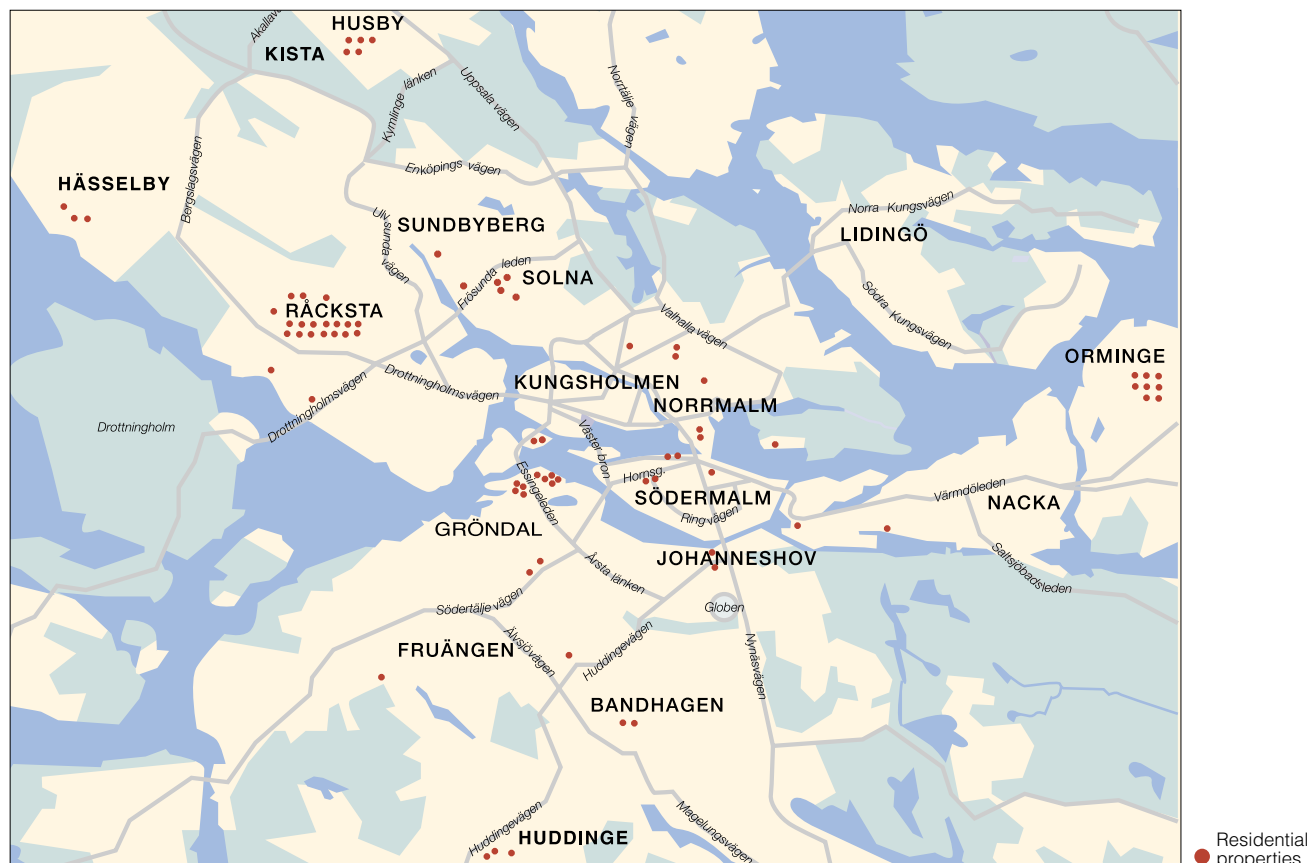 HUSBY
Akallav
KISTA
Kymlinge länken
Uppsala vägen
Norrtälje vägen
Bergslagsvägen
Enköpings vägen
HÄSSELBY
Ulv sunda vägen
SUNDBYBERG
Norra Kungsvägen
LIDINGÖ
Frösunda leden
SOLNA
Södra Kungsvägen
RÅCKSTA
Valhalla vägen
ORMINGE
Drottningholmsvägen
Drottningholmsvägen
KUNGSHOLMEN
NORRMALM
Drottningholm
Väster bron
Essingeleden
Hornsg.
SÖDERMALM
Ringvägen
Värmdöleden
NACKA
GRÖNDAL
JOHANNESHOV
Årsta länken
Saltsjöbadsleden
Södertälje vägen
Globen
Älvsjövägen
Huddingevägen
Nynäsvägen
FRUÄNGEN
BANDHAGEN
Huddingevägen
HUDDINGE
Magelungsvägen
Residential
properties